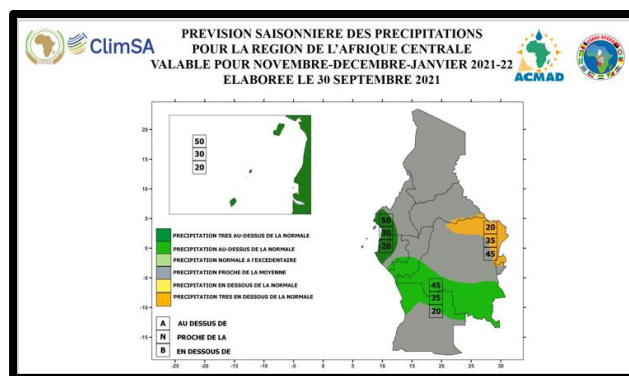 ClimSA
PREVISION SAISONNIERE DES PRECIPITATIONS
POUR LA REGION DE L'AFRIQUE CENTRALE
VALABLE POUR NOVEMBRE-DECEMBRE-JANVIER 2021-22
ELABOREE LE 30 SEPTEMBRE 2021
ACMAD
50
30
20
50
30
20
20
35
45
45
35
20
PRECIPITATION TRES AU-DESSUS DE LA NORMALE
PRECIPITATION AU-DESSUS DE LA NORMALE
PRECIPITATION NORMALE A l'EXCEDENTAIRE
PRECIPITATION PROCHE DE LA MOYENNE
PRECIPITATION EN DESSOUS DE LA NORMALE
PRECIPITATION TRES EN DESSOUS DE LA NORMALE
A AU DESSUS DE
N PROCHE DE LA
B EN DESSOUS DE
20
15
10
5
0
-5
-10
-15
-25 -20 -15 -10 -5 0 5 10 15 20 25 30